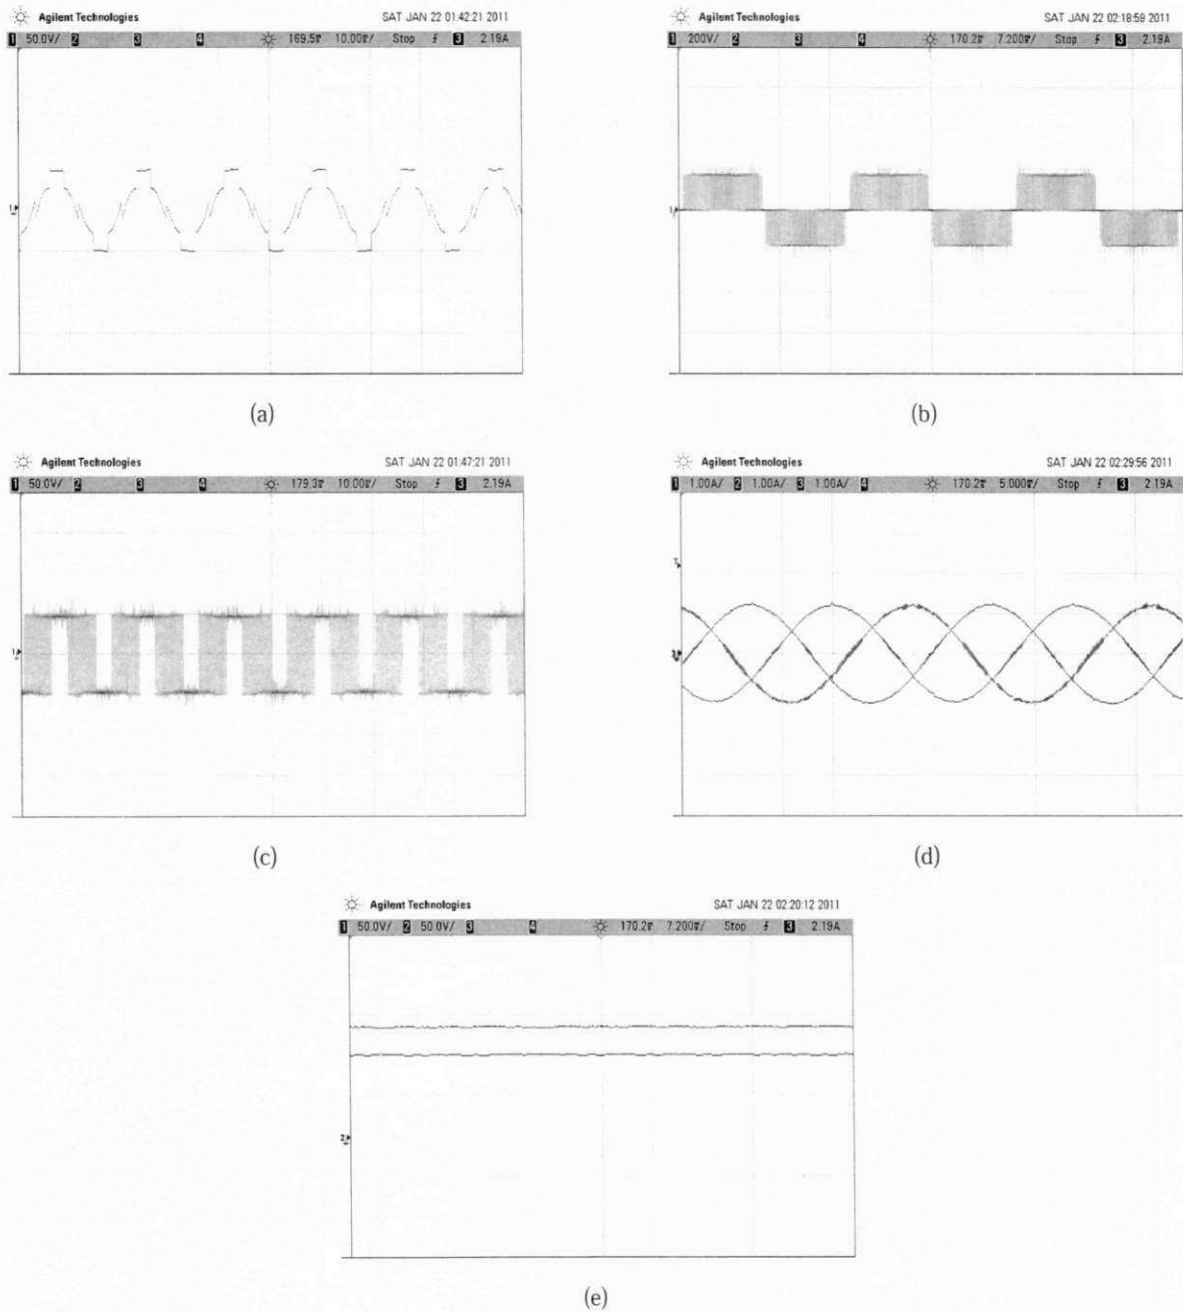 Agilent Technologies SAT JAN 22 01:42:21 2011
1 50.0V/ 2 3 4 169.5▼ 10.00▼/ Stop 3 2.19A
(a)
Agilent Technologies SAT JAN 22 02:18:59 2011
1 200V/ 2 3 4 170.2▼ 7.200▼/ Stop 3 2.19A
(b)
Agilent Technologies SAT JAN 22 01:47:21 2011
1 50.0V/ 2 3 4 179.3▼ 10.00▼/ Stop 3 2.19A
(c)
Agilent Technologies SAT JAN 22 02:29:56 2011
1 1.00A/ 2 1.00A/ 3 1.00A/ 4 170.2▼ 5.000▼/ Stop 3 2.19A
(d)
Agilent Technologies SAT JAN 22 02:20:12 2011
1 50.0V/ 2 50.0V/ 3 4 170.2▼ 7.200▼/ Stop 3 2.19A
(e)